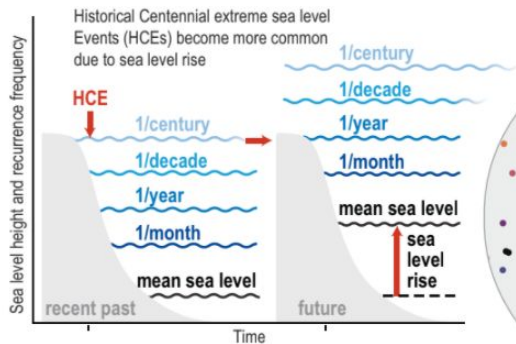 Historical Centennial extreme sea level
Events (HCEs) become more common
due to sea level rise
Sea level height and recurrence frequency
HCE
1/century
1/decade
1/year
1/month
mean sea level
recent past
1/century
1/decade
1/year
1/month
mean sea level
sea
level
rise
future
Time